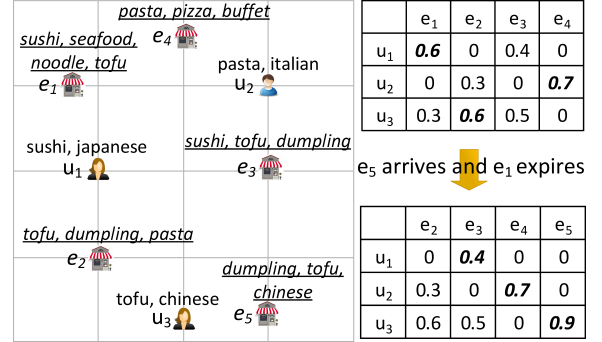 pasta, pizza, buffet
e4
sushi, seafood,
noodle, tofu
e1
pasta, italian
u2
sushi, japanese
u1
sushi, tofu, dumpling
e3
tofu, dumpling, pasta
e2
dumpling, tofu,
chinese
e5
tofu, chinese
u3
e1 e2 e3 e4
u1 0.6 0 0.4 0
u2 0 0.3 0 0.7
u3 0.3 0.6 0.5 0
e5 arrives and e1 expires
e2 e3 e4 e5
u1 0 0.4 0 0
u2 0.3 0 0.7 0
u3 0.6 0.5 0 0.9